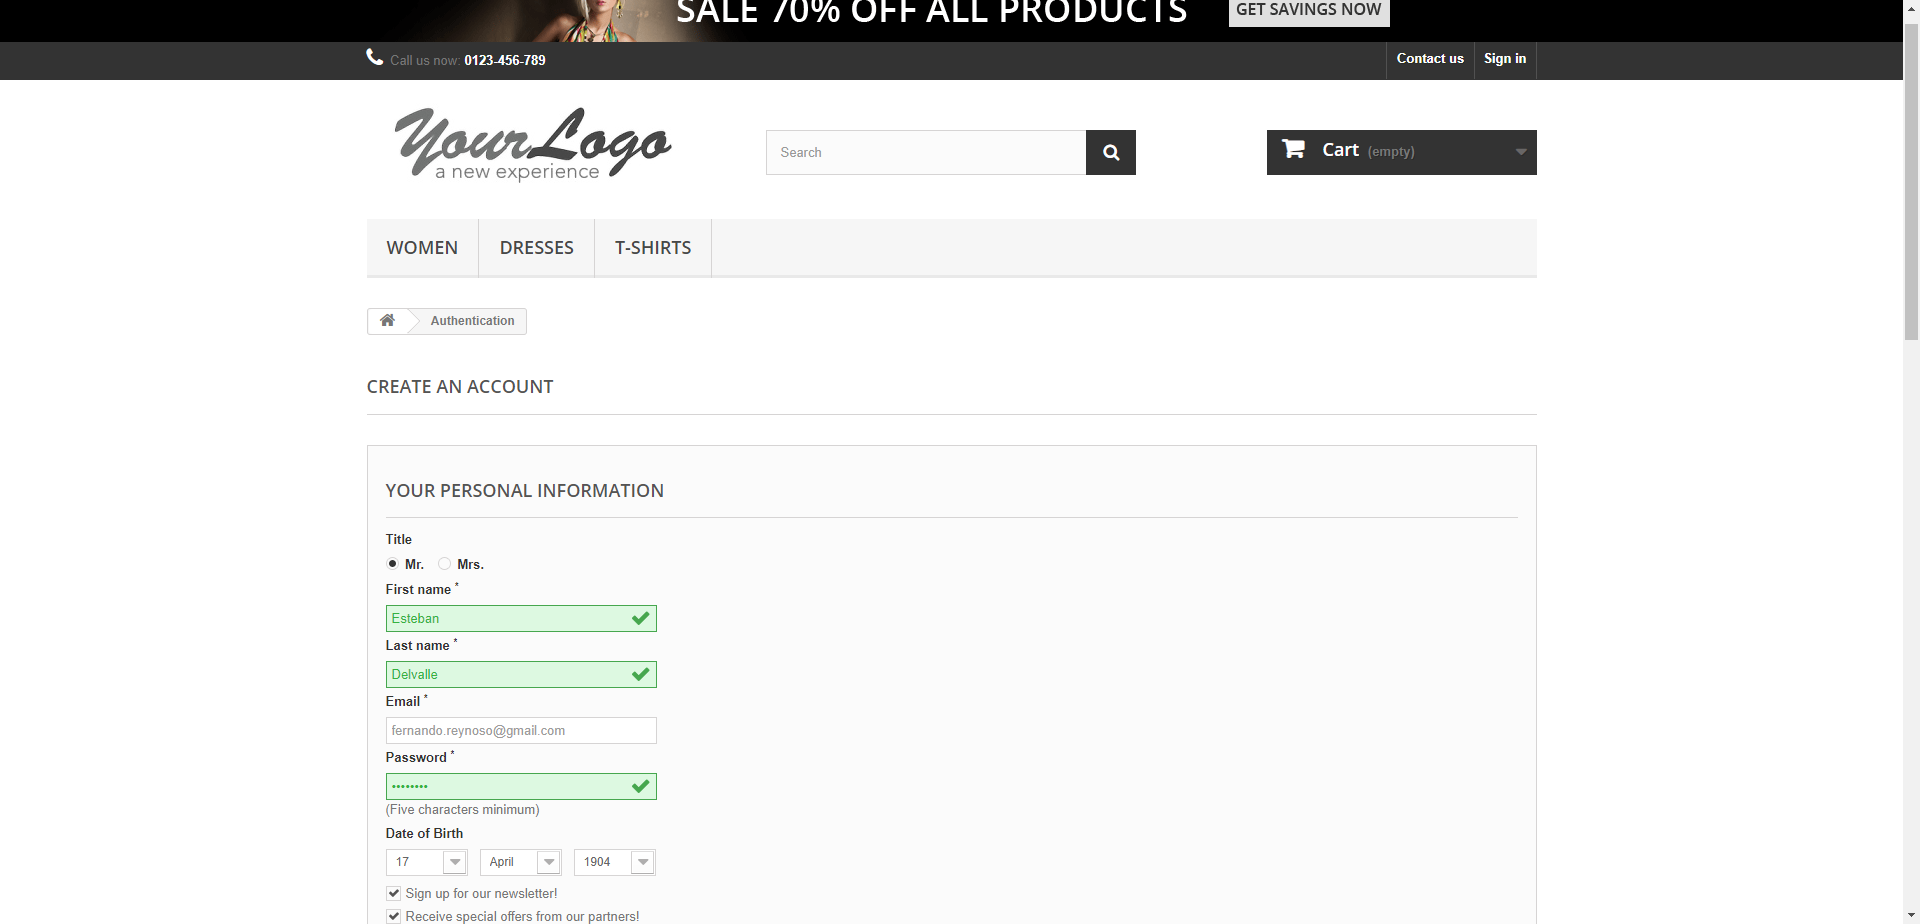 SALE 70% OFF ALL PRODUCTS GET SAVINGS NOW
Call us now: 0123-456-789 Contact us Sign in
Your Logo
a new experience
Search
Cart (empty)
WOMEN DRESSES T-SHIRTS
Authentication
CREATE AN ACCOUNT
YOUR PERSONAL INFORMATION
Title
Mr. Mrs.
First name *
Esteban
Last name *
Delvalle
Email *
fernando.reynoso@gmail.com
Password *
••••••••
(Five characters minimum)
Date of Birth
17 April 1904
Sign up for our newsletter!
Receive special offers from our partners!